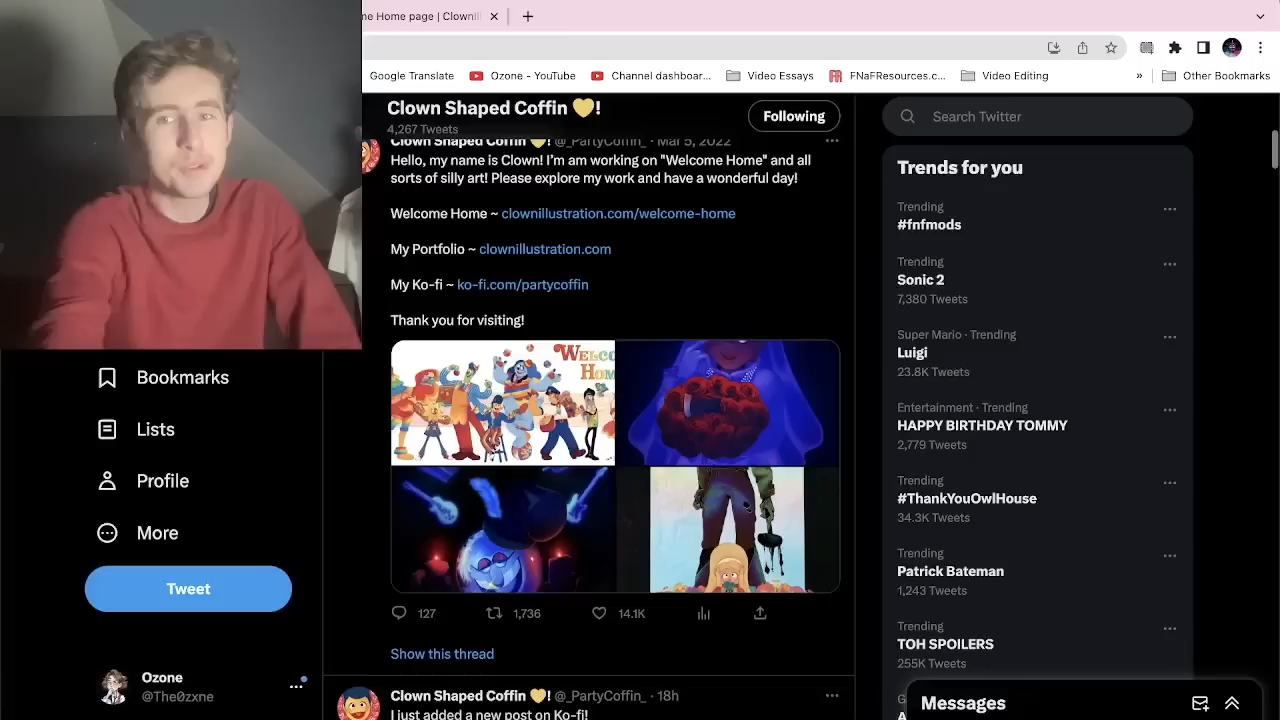 ne Home page | Clownil
Google Translate
Ozone - YouTube
Channel dashboar...
Video Essays
FNaFResources.c...
Video Editing
»
Other Bookmarks
Clown Shaped Coffin 💛!
4,267 Tweets
Following
Clown Shaped Coffin 💛! @_PartyCoffin_ · Mar 5, 2022
Hello, my name is Clown! I'm am working on "Welcome Home" and all
sorts of silly art! Please explore my work and have a wonderful day!
Welcome Home ~ clownillustration.com/welcome-home
My Portfolio ~ clownillustration.com
My Ko-fi ~ ko-fi.com/partycoffin
Thank you for visiting!
WELCO
HOM
127
1,736
14.1K
Show this thread
Clown Shaped Coffin 💛! @_PartyCoffin_ · 18h
I just added a new post on Ko-fi!
Bookmarks
Lists
Profile
More
Tweet
Ozone
@The0zxne
Search Twitter
Trends for you
Trending
#fnfmods
Trending
Sonic 2
7,380 Tweets
Super Mario · Trending
Luigi
23.8K Tweets
Entertainment · Trending
HAPPY BIRTHDAY TOMMY
2,779 Tweets
Trending
#ThankYouOwlHouse
34.3K Tweets
Trending
Patrick Bateman
1,243 Tweets
Trending
TOH SPOILERS
255K Tweets
Messages